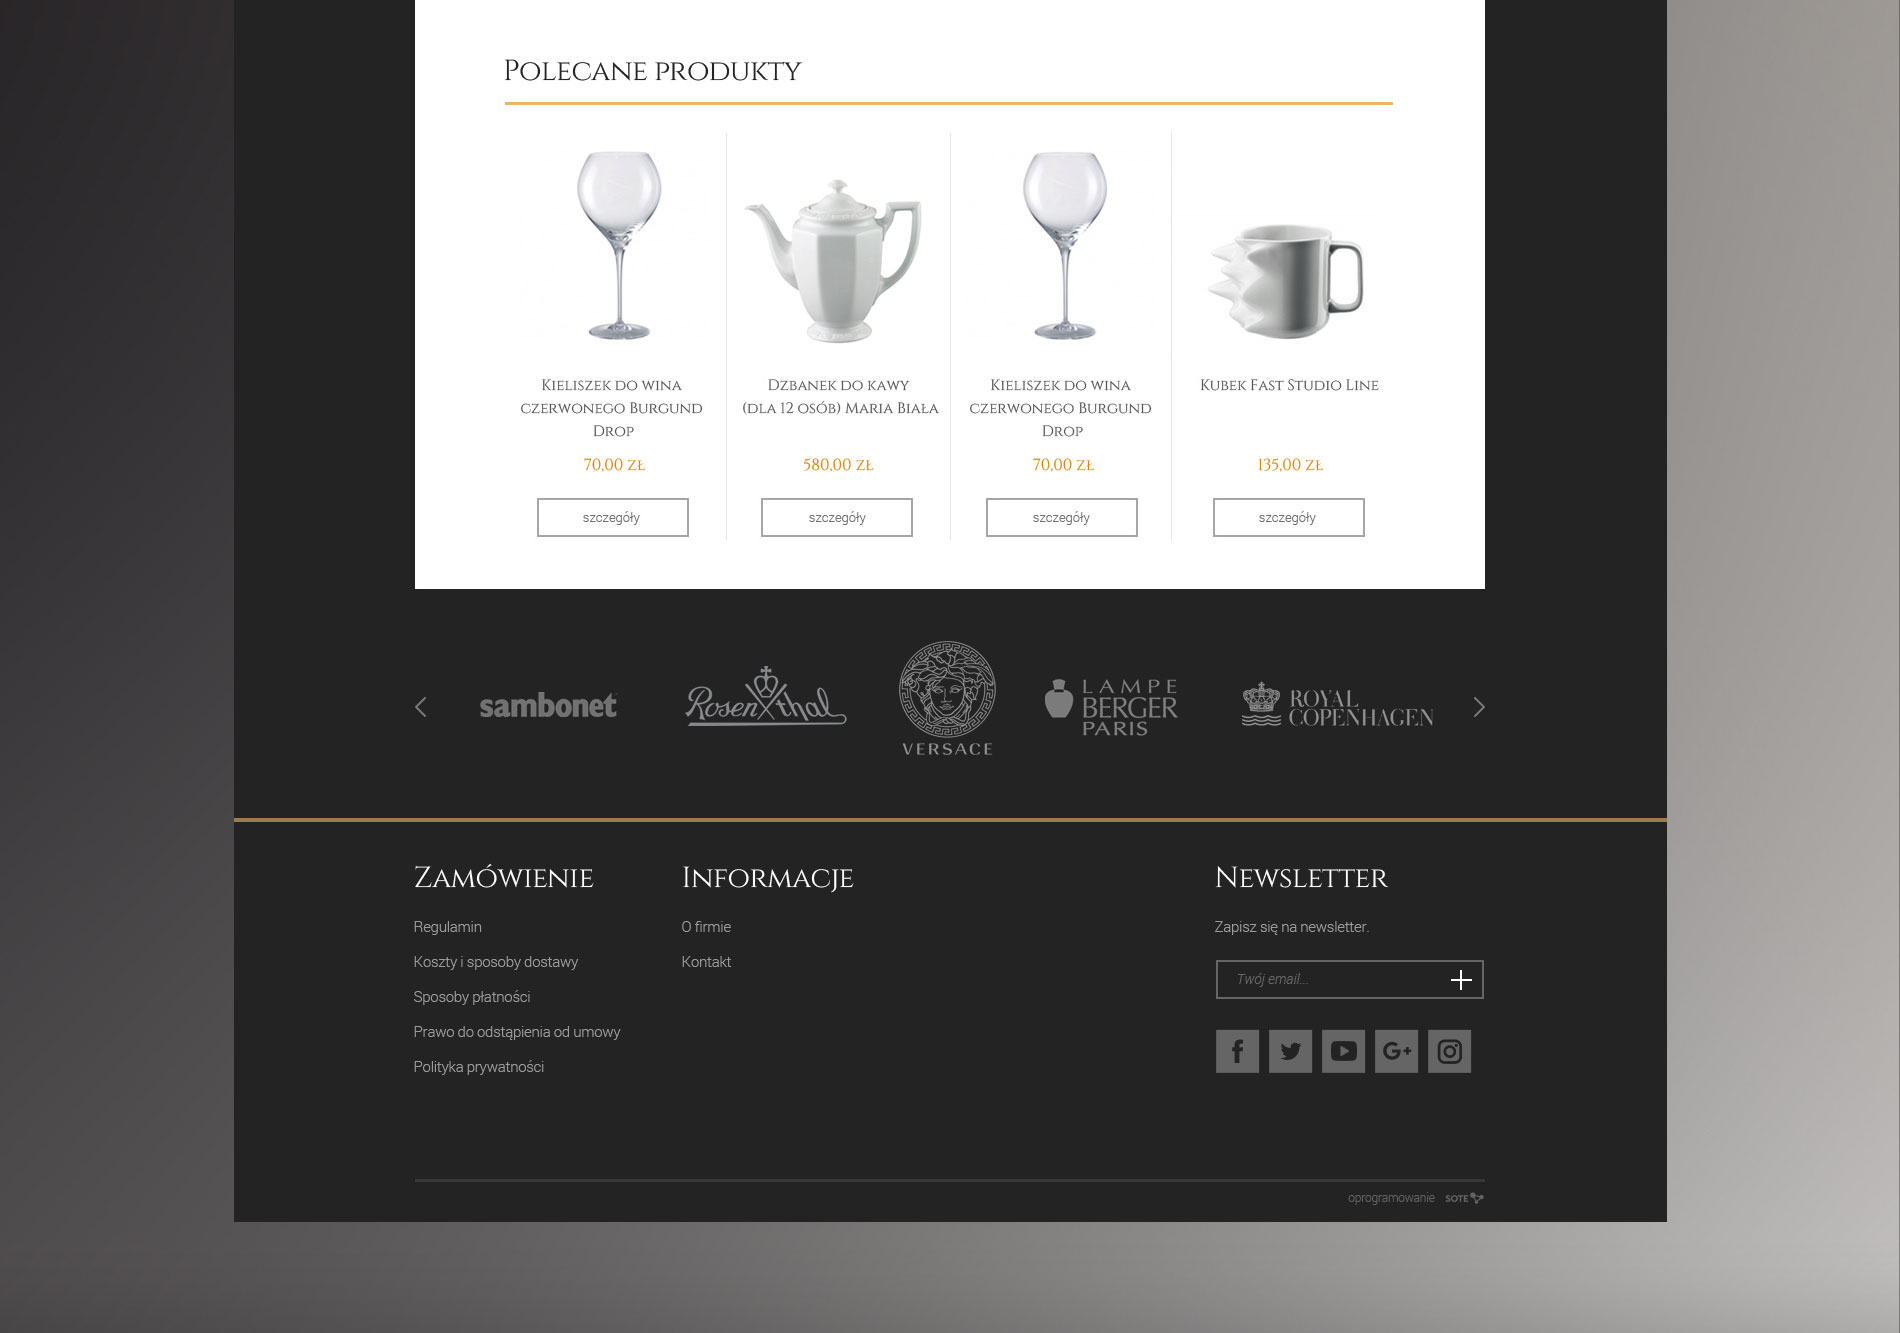 Polecane produkty
Kieliszek do wina
czerwonego Burgund
Drop
70,00 zł
szczegóły
Dzbanek do kawy
(dla 12 osób) Maria Biała
580,00 zł
szczegóły
Kieliszek do wina
czerwonego Burgund
Drop
70,00 zł
szczegóły
Kubek Fast Studio Line
135,00 zł
szczegóły
sambonet
Rosenthal
VERSACE
LAMPE
BERGER
PARIS
ROYAL
COPENHAGEN
Zamówienie
Regulamin
Koszty i sposoby dostawy
Sposoby płatności
Prawo do odstąpienia od umowy
Polityka prywatności
Informacje
O firmie
Kontakt
Newsletter
Zapisz się na newsletter.
Twój email...
f
G+
oprogramowanie SOTE